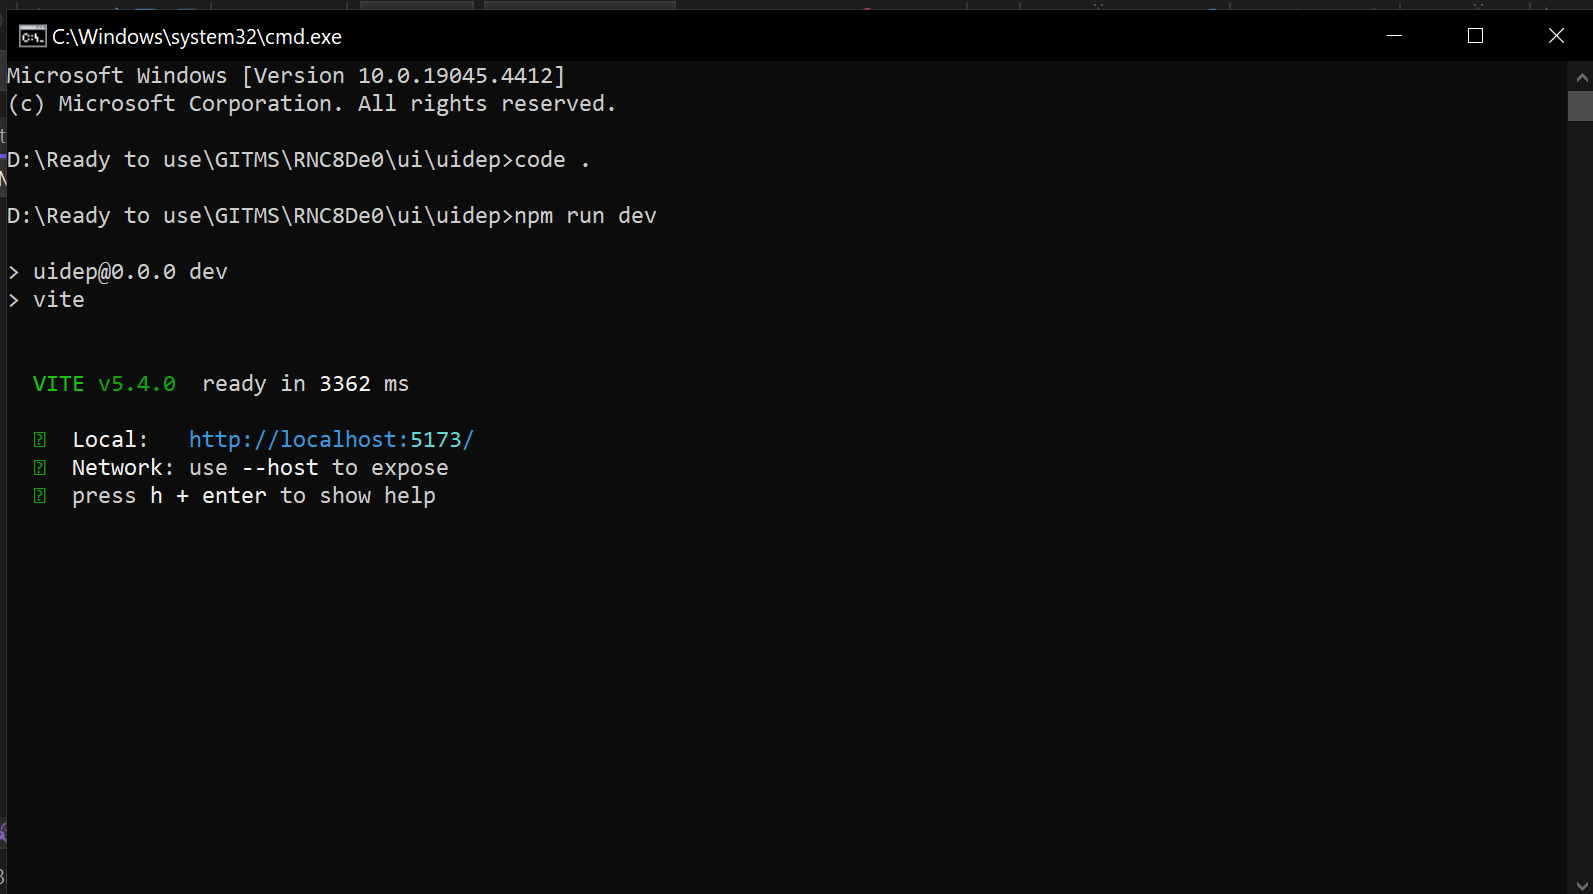 C:\Windows\system32\cmd.exe
Microsoft Windows [Version 10.0.19045.4412]
(c) Microsoft Corporation. All rights reserved.
D:\Ready to use\GITMS\RNC8De0\ui\uidep>code .
D:\Ready to use\GITMS\RNC8De0\ui\uidep>npm run dev
> uidep@0.0.0 dev
> vite
VITE v5.4.0  ready in 3362 ms
Local:   http://localhost:5173/
Network: use --host to expose
press h + enter to show help